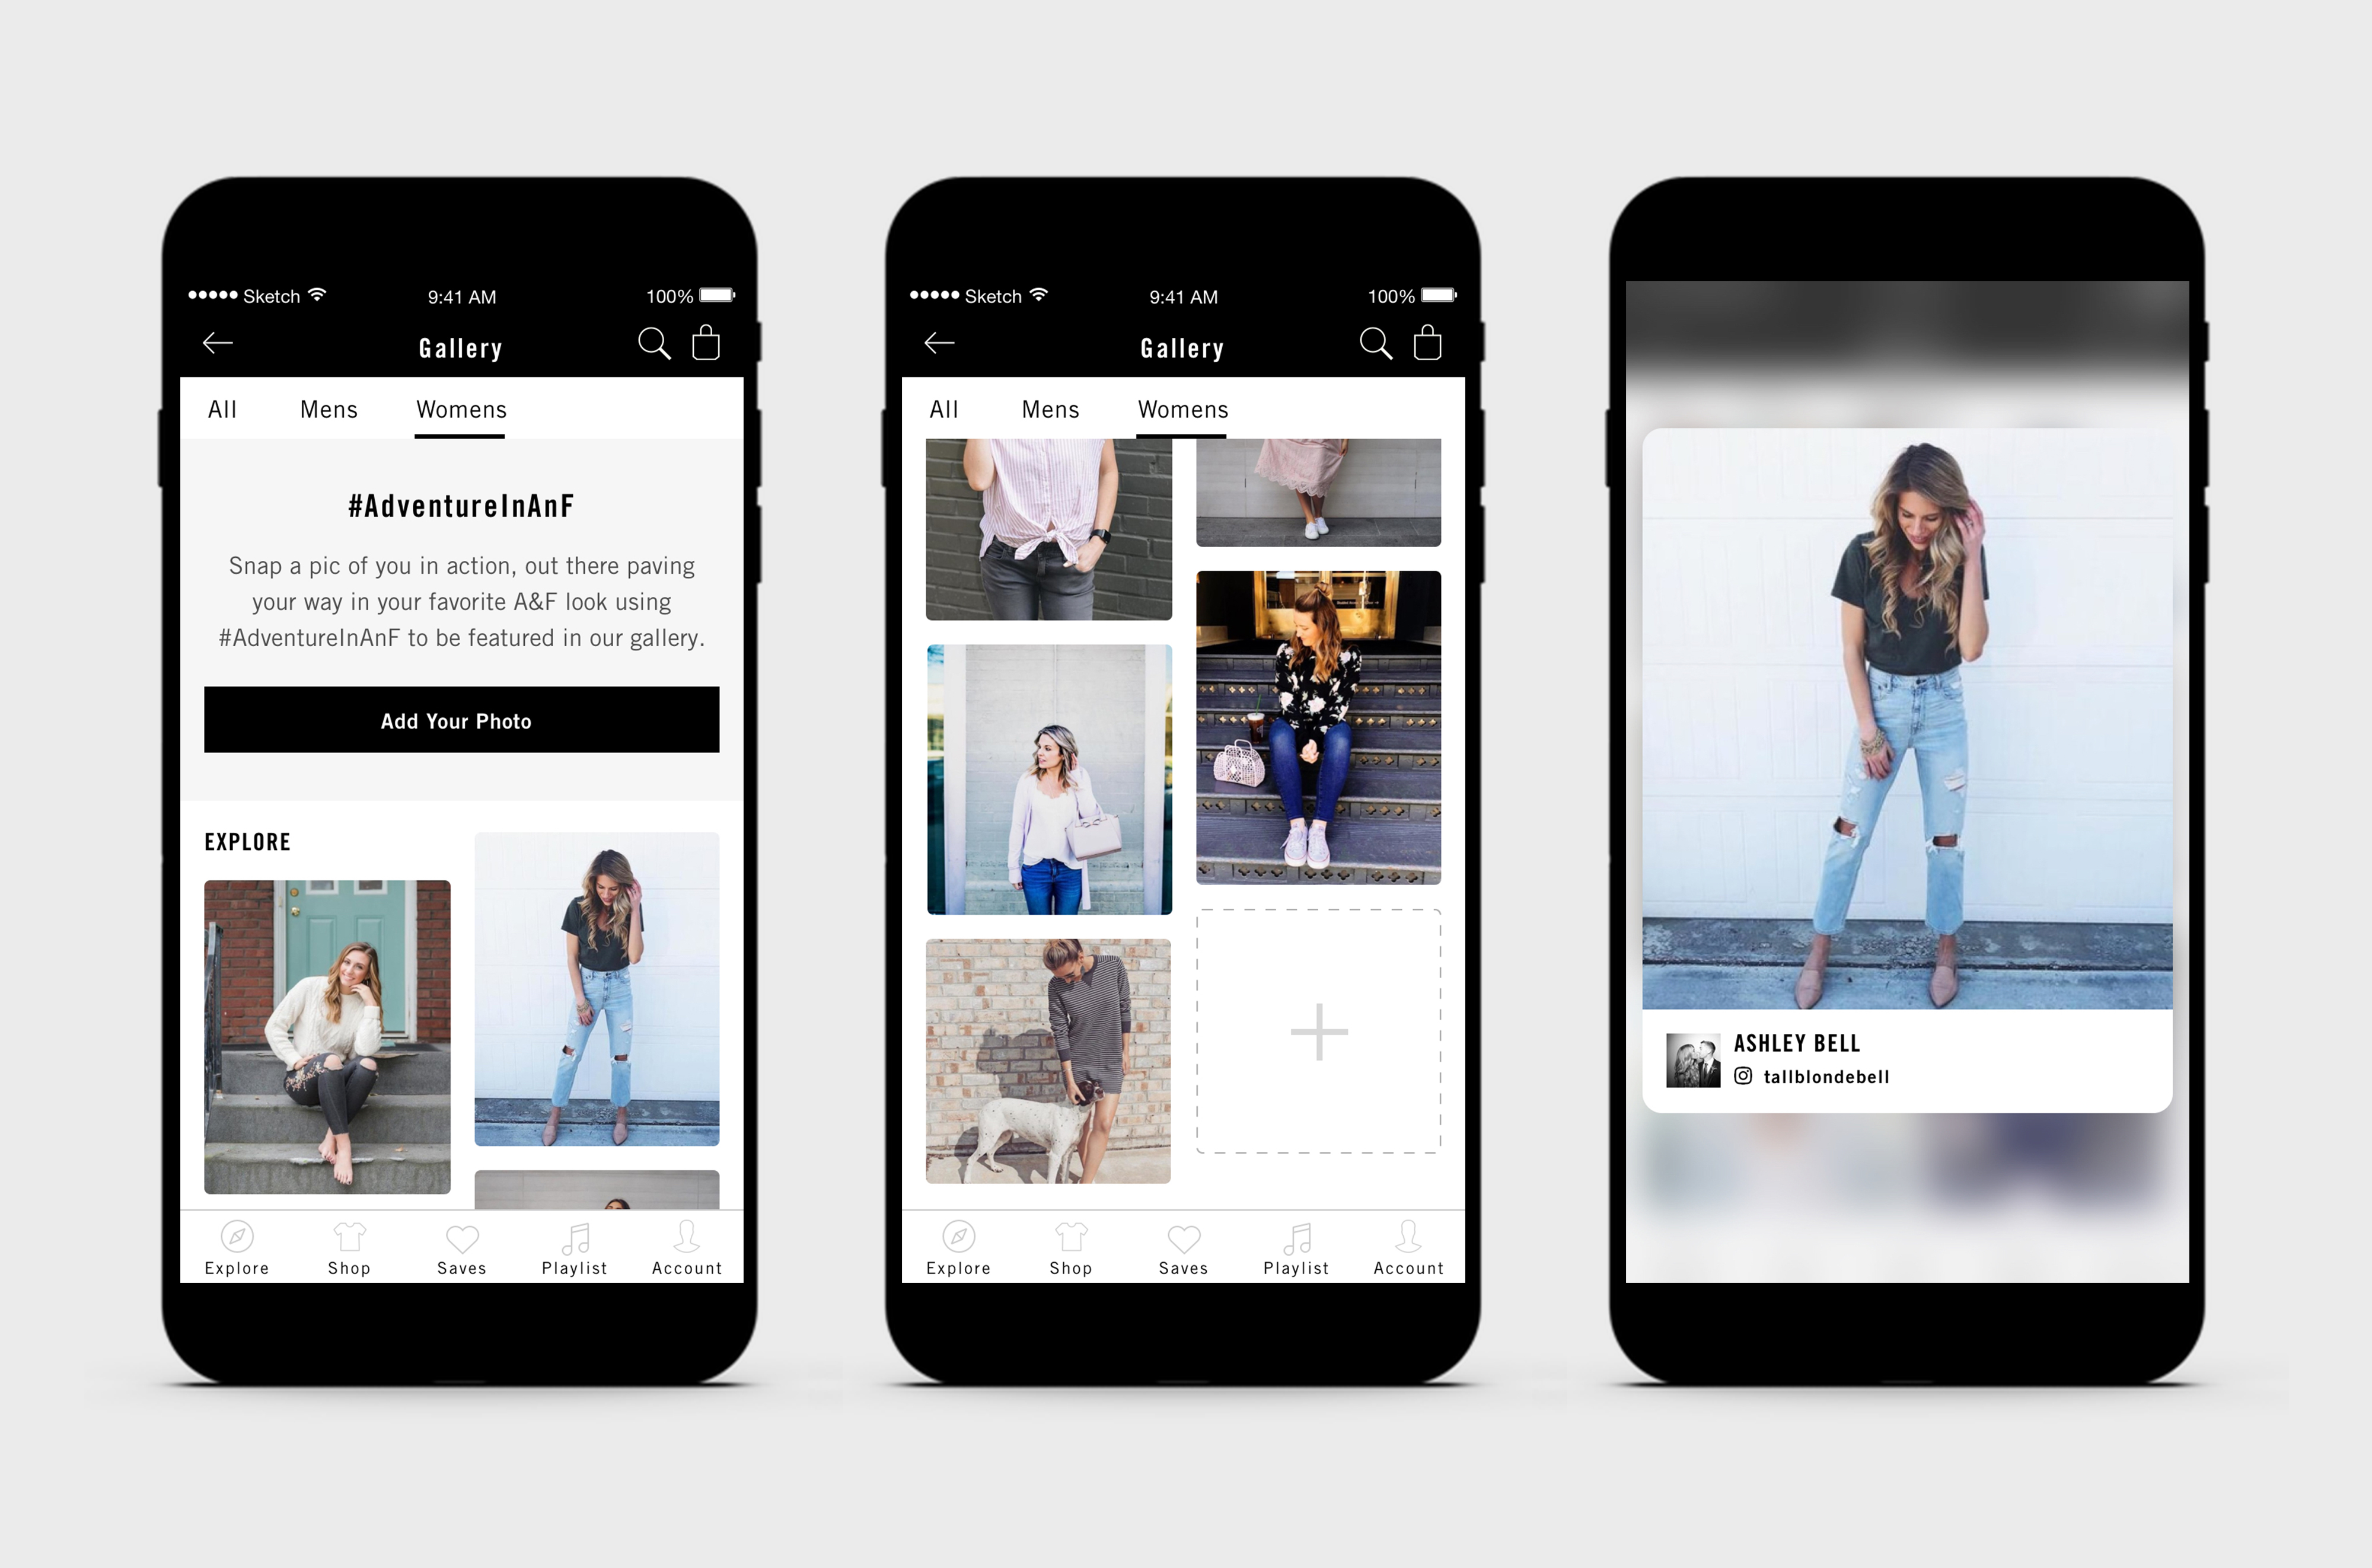 Sketch 9:41 AM 100%
Gallery
All Mens Womens
#AdventureInAnF
Snap a pic of you in action, out there paving
your way in your favorite A&F look using
#AdventureInAnF to be featured in our gallery.
Add Your Photo
EXPLORE
Explore Shop Saves Playlist Account
Sketch 9:41 AM 100%
Gallery
All Mens Womens
Explore Shop Saves Playlist Account
ASHLEY BELL
tallblondebell